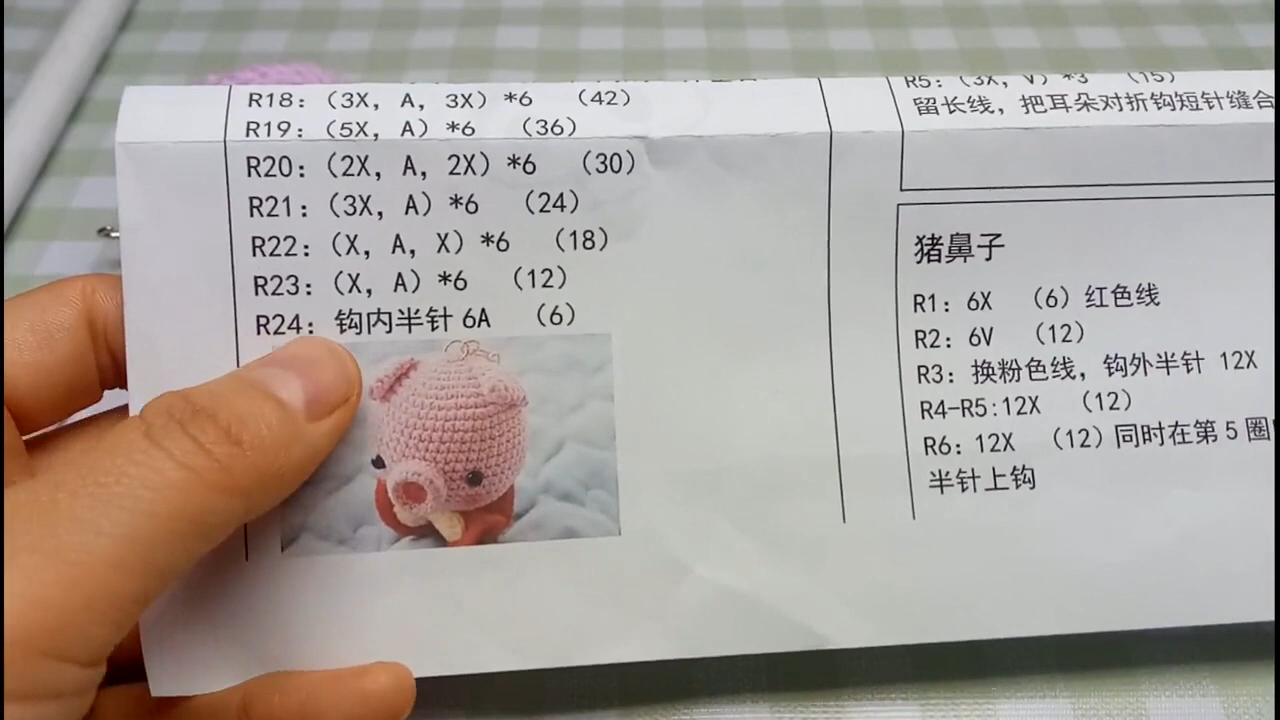 R18：（3X，A，3X）*6 （42）
R19：（5X，A）*6 （36）
R20：（2X，A，2X）*6 （30）
R21：（3X，A）*6 （24）
R22：（X，A，X）*6 （18）
R23：（X，A）*6 （12）
R24：钩内半针 6A （6）
R5：（3X，V）*3 （15）
留长线，把耳朵对折钩短针缝合
猪鼻子
R1：6X （6）红色线
R2：6V （12）
R3：换粉色线，钩外半针 12X
R4-R5:12X （12）
R6：12X （12）同时在第 5 圈
半针上钩